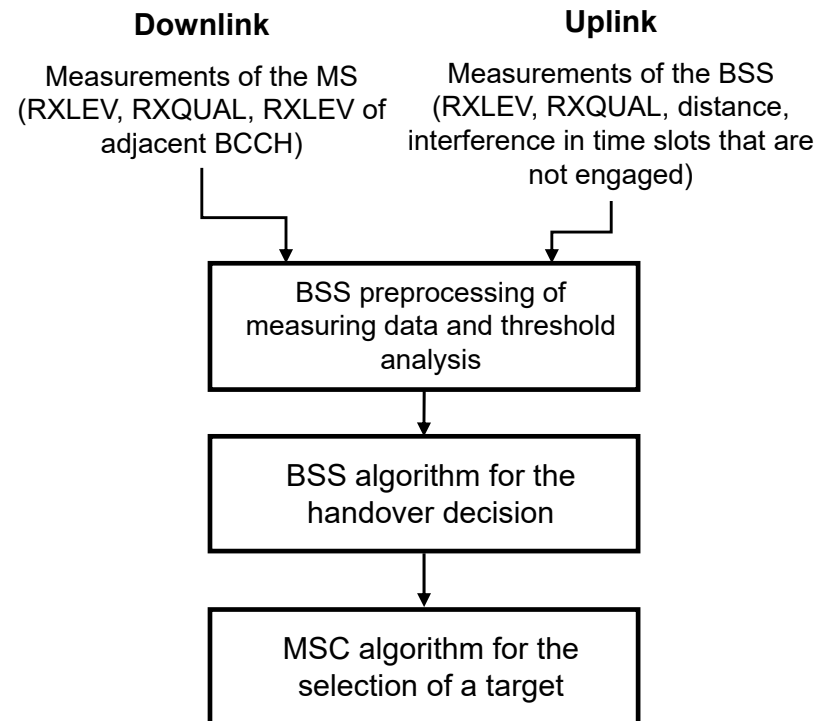 Downlink
Measurements of the MS
(RXLEV, RXQUAL, RXLEV of
adjacent BCCH)
Uplink
Measurements of the BSS
(RXLEV, RXQUAL, distance,
interference in time slots that are
not engaged)
BSS preprocessing of
measuring data and threshold
analysis
BSS algorithm for the
handover decision
MSC algorithm for the
selection of a target